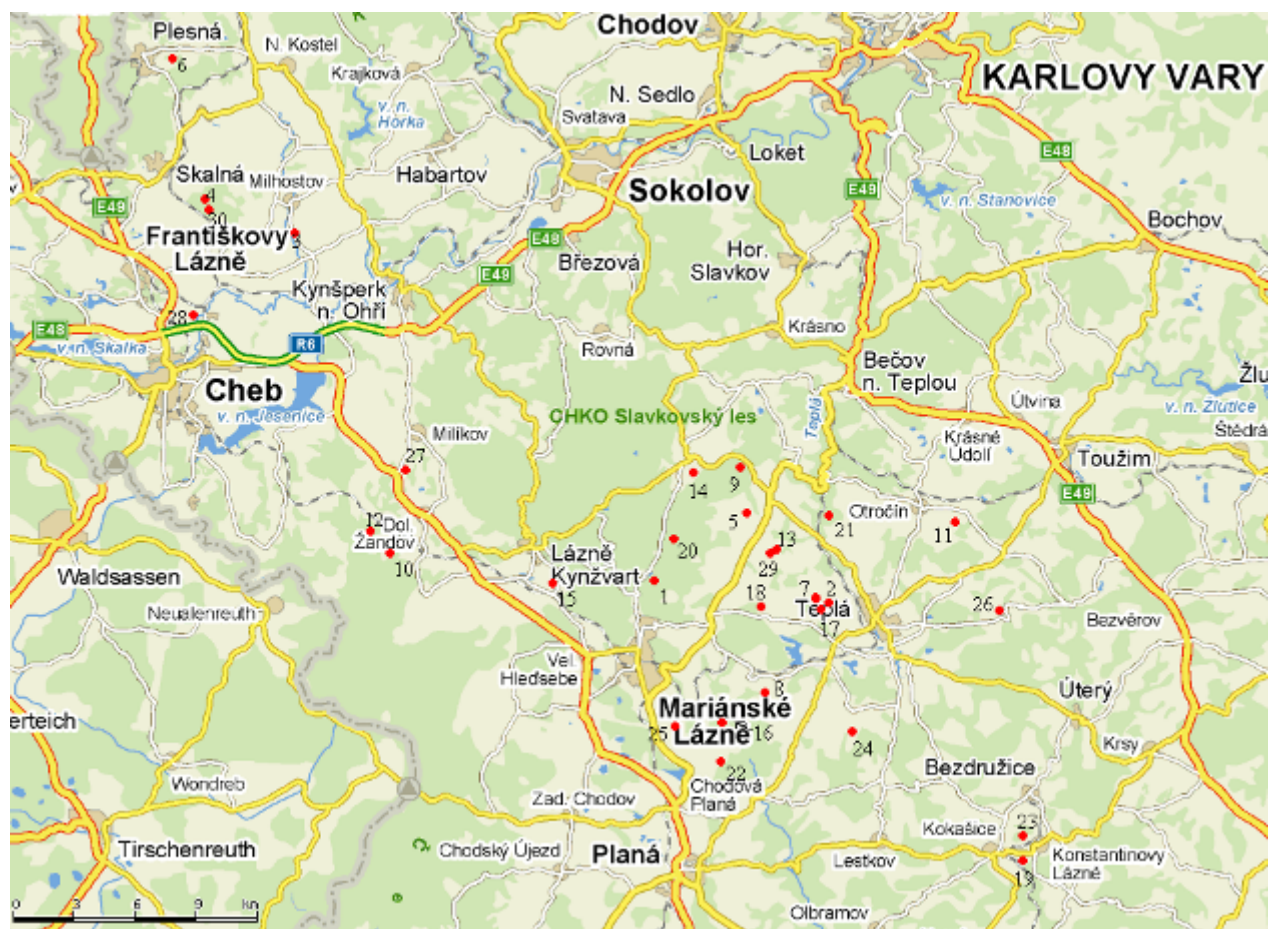 Plesná
N. Kostel
Chodov
6
Krajková
KARLOVY VARY
v. n.
Horka
N. Sedlo
Svatava
E48
Skalná
Milhostov
Habartov
Loket
4
E49
30
Sokolov
E49
v. n. Stanovice
Františkovy
Lázně
3
E48
Bochov
Březová
Hor.
Slavkov
Kynšperk
n. Ohří
E49
28
E48
R6
Krásno
v. n. Skalka
Rovná
Bečov
n. Teplou
Cheb
v. n. Jesenice
CHKO Slavkovský les
Teplá
Útvina
Žlu
v. n. Žlutice
Milíkov
Krásné
Údolí
Štědrá
Toužim
27
14
9
E49
5
21
Otročín
11
12
Dol.
Žandov
10
20
13
29
Lázně
Kynžvart
Waldsassen
15
1
7
2
18
Teplá
17
26
Neualenreuth
Bezvěrov
Vel.
Hleďsebe
8
Úterý
Mariánské
Lázně
25
16
erteich
24
Krsy
22
Bezdružice
Wondreb
Chodová
Planá
Zad. Chodov
23
Kokašice
Tirschenreuth
Chodský Újezd
Planá
Lestkov
Konstantinovy
Lázně
19
0 3 6 9 km
Olbramov